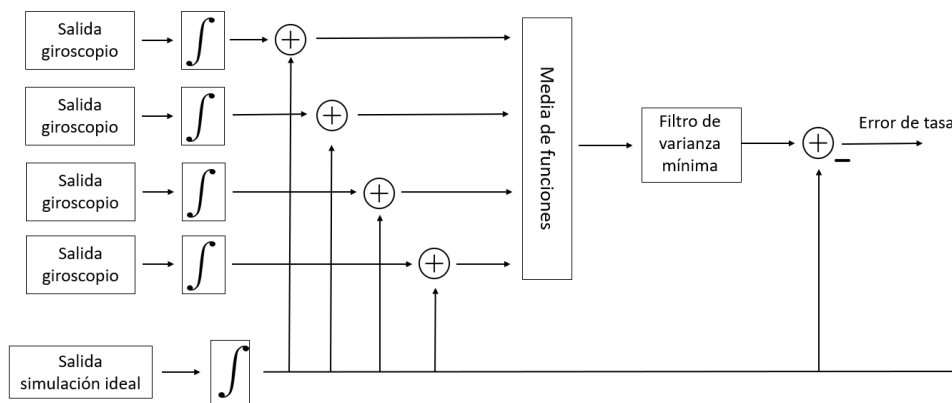 Salida
giroscopio
∫
+
Salida
giroscopio
∫
+
Salida
giroscopio
∫
+
Salida
giroscopio
∫
+
Media de funciones
Filtro de
varianza
mínima
+
−
Error de tasa
Salida
simulación ideal
∫